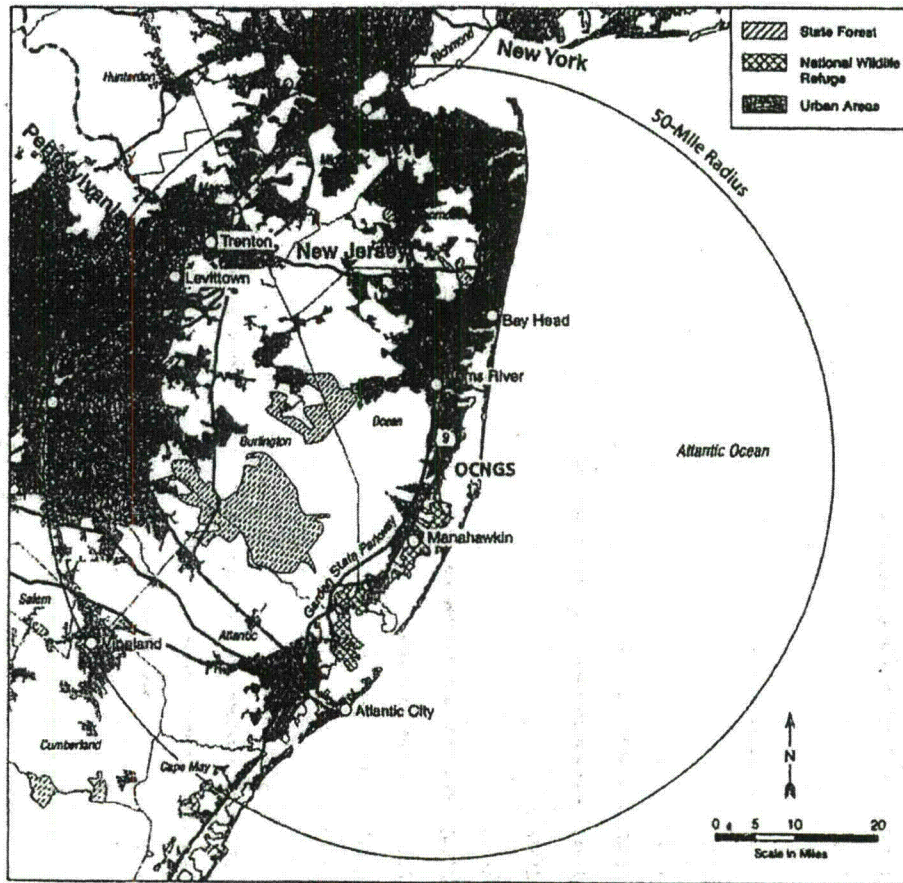 State Forest
National Wildlife
Refuge
Urban Areas
New York
Richmond
Hunterdon
50-Mile Radius
Trenton
New Jersey
Levittown
Bay Head
Ocean
Burlington
9
OCNGS
Atlantic Ocean
Manahawkin
Garden State Parkway
Salem
Atlantic
Vineland
Atlantic City
Cumberland
Cape May
N
0 5 10 20
Scale in Miles